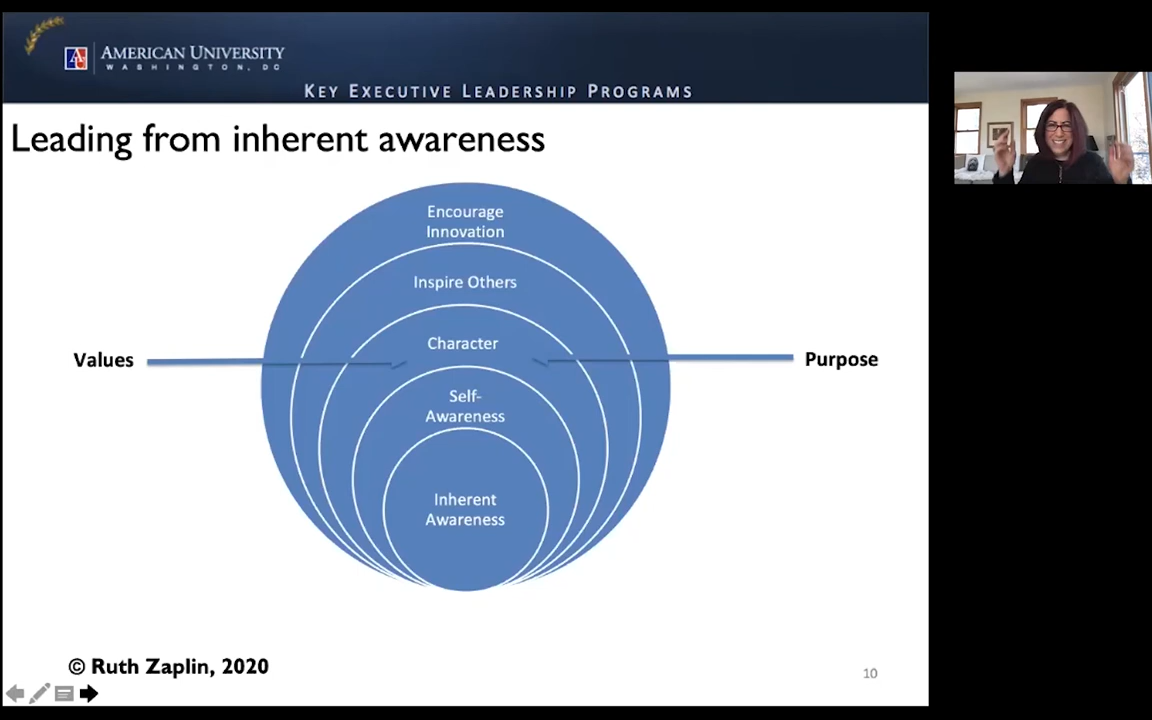 AMERICAN UNIVERSITY
WASHINGTON, DC
KEY EXECUTIVE LEADERSHIP PROGRAMS
Leading from inherent awareness
Encourage
Innovation
Inspire Others
Character
Values
Purpose
Self-
Awareness
Inherent
Awareness
© Ruth Zaplin, 2020
10